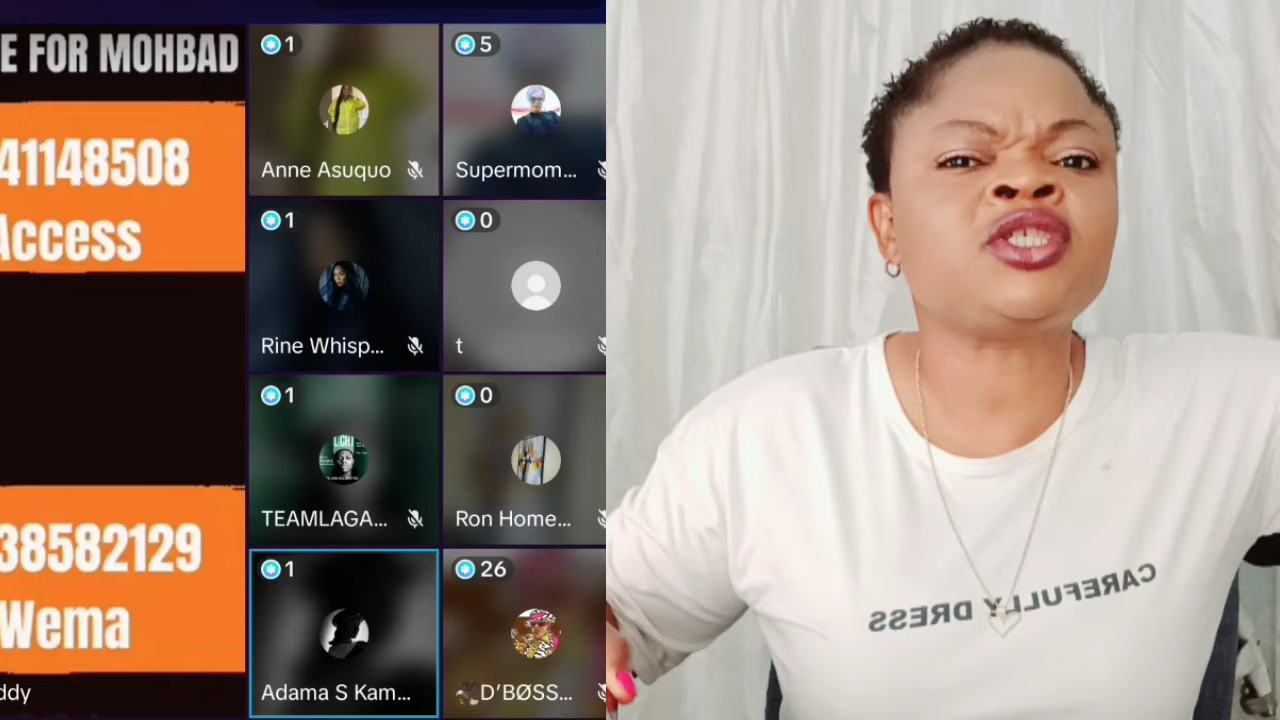 E FOR MOHBAD
41148508
Access
38582129
Wema
ddy
1
Anne Asuquo
5
Supermom...
1
Rine Whisp...
0
t
1
TEAMLAGA...
0
Ron Home...
1
Adama S Kam...
26
D'BØSS...
CAREFULLY DRESS